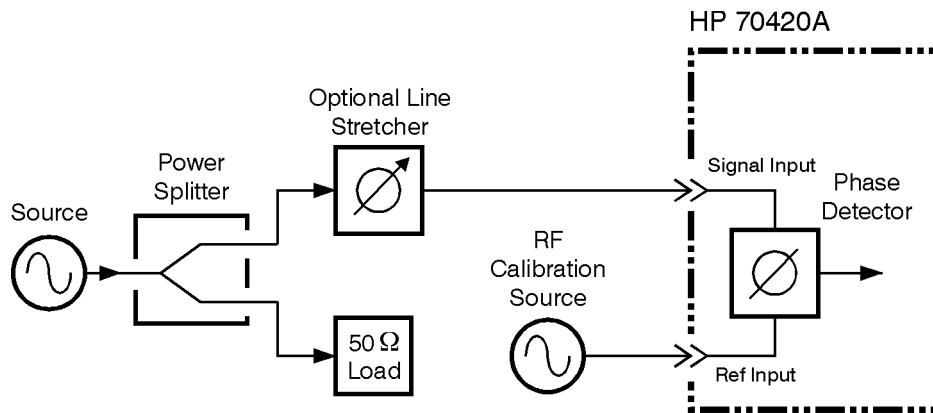 HP 70420A
Optional Line
Stretcher
Power
Splitter
Source
Signal Input
Phase
Detector
RF
Calibration
Source
50 Ω
Load
Ref Input